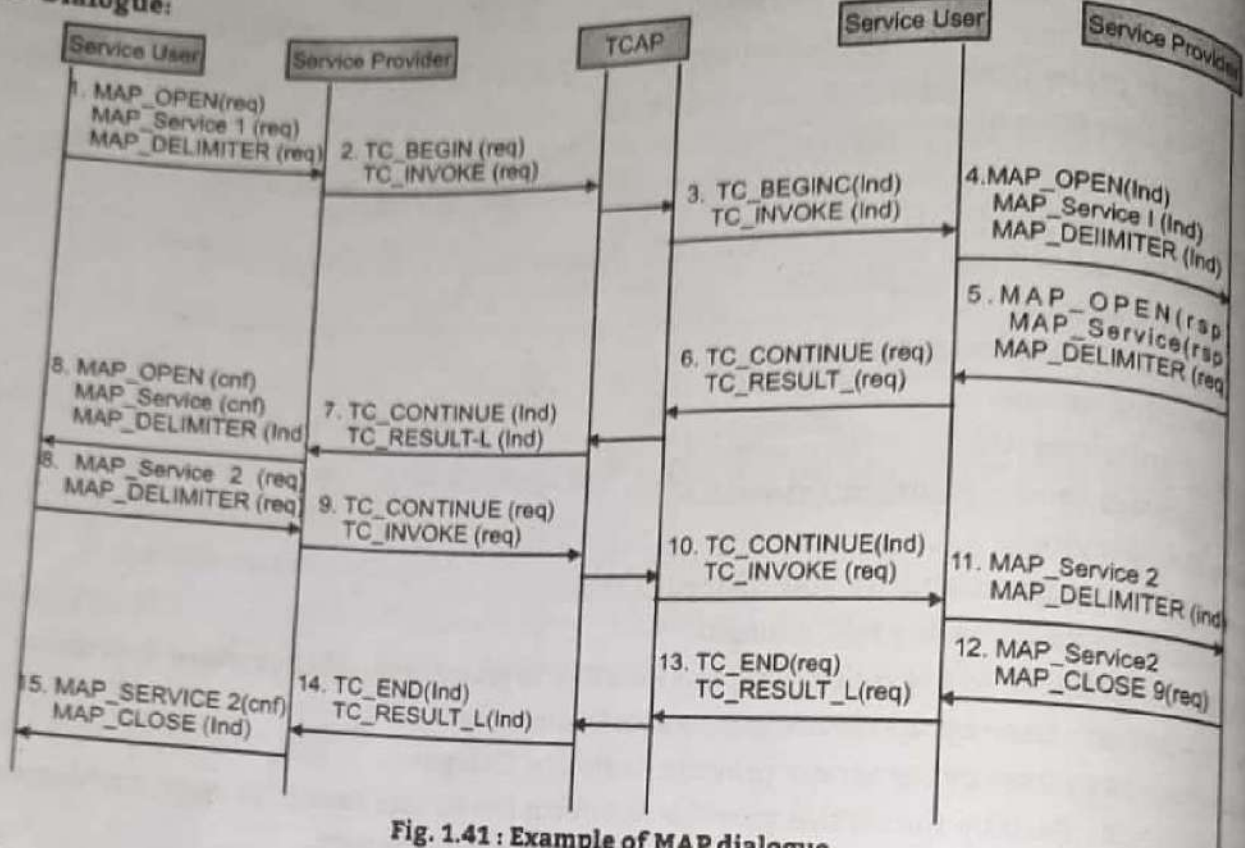 Dialogue:
Service User
Service Provider
TCAP
Service User
Service Provider
1. MAP_OPEN(req)
MAP_Service 1 (req)
MAP_DELIMITER (req)
2. TC_BEGIN (req)
TC_INVOKE (req)
3. TC_BEGINC(Ind)
TC_INVOKE (Ind)
4.MAP_OPEN(Ind)
MAP_Service I (Ind)
MAP_DEIIMITER (Ind)
5.MAP_OPEN(rsp
MAP_Service(rsp
MAP_DELIMITER (req
6. TC_CONTINUE (req)
TC_RESULT_(req)
7. TC_CONTINUE (Ind)
TC_RESULT-L (Ind)
8. MAP_OPEN (cnf)
MAP_Service (cnf)
MAP_DELIMITER (Ind
8. MAP_Service 2 (req)
MAP_DELIMITER (req)
9. TC_CONTINUE (req)
TC_INVOKE (req)
10. TC_CONTINUE(Ind)
TC_INVOKE (req)
11. MAP_Service 2
MAP_DELIMITER (ind)
12. MAP_Service2
MAP_CLOSE 9(req)
13. TC_END(req)
TC_RESULT_L(req)
14. TC_END(Ind)
TC_RESULT_L(Ind)
15. MAP_SERVICE 2(cnf)
MAP_CLOSE (Ind)
Fig. 1.41 : Example of MAP dialogue